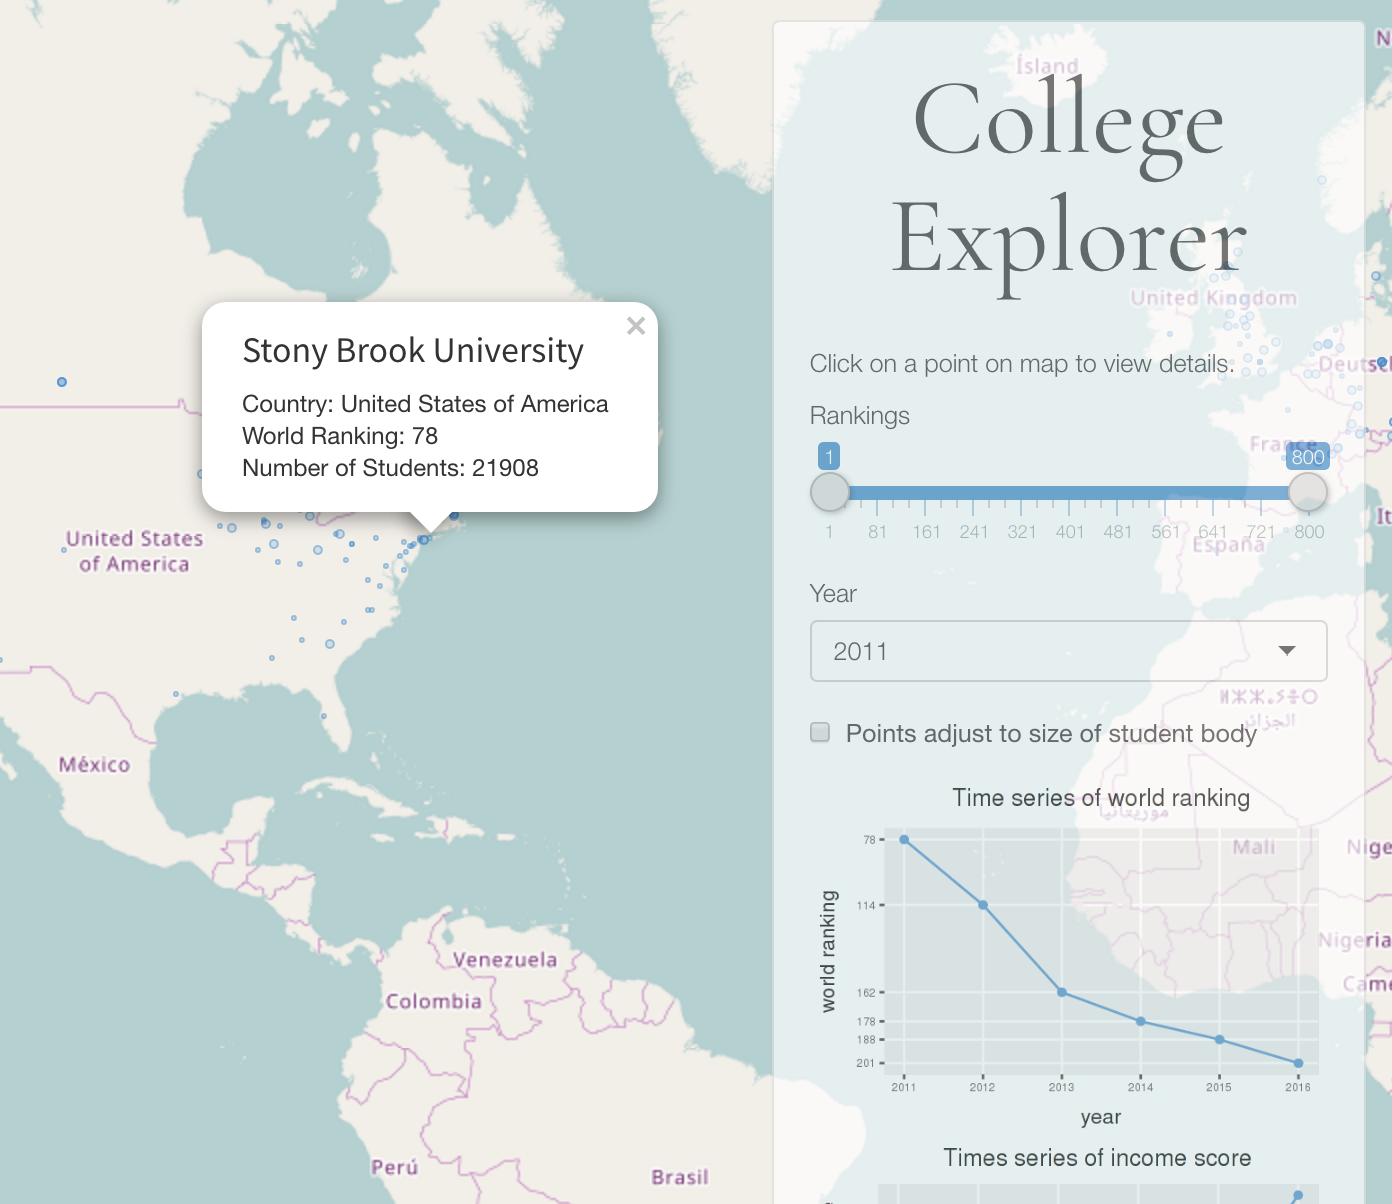 Ísland
College
Explorer
United Kingdom
Click on a point on map to view details.
Deutsc
Rankings
France
1
800
1 81 161 241 321 401 481 561 641 721 800
España
It
N
Stony Brook University
×
Country: United States of America
World Ranking: 78
Number of Students: 21908
United States
of America
México
Venezuela
Colombia
Perú
Brasil
Year
2011
ⵍⵣⵣⴰⵢⴻⵔ
الجزائر
Points adjust to size of student body
Time series of world ranking
موريتانيا
Mali
Nige
Nigeria
Came
world ranking
78
114
162
178
188
201
2011 2012 2013 2014 2015 2016
year
Times series of income score